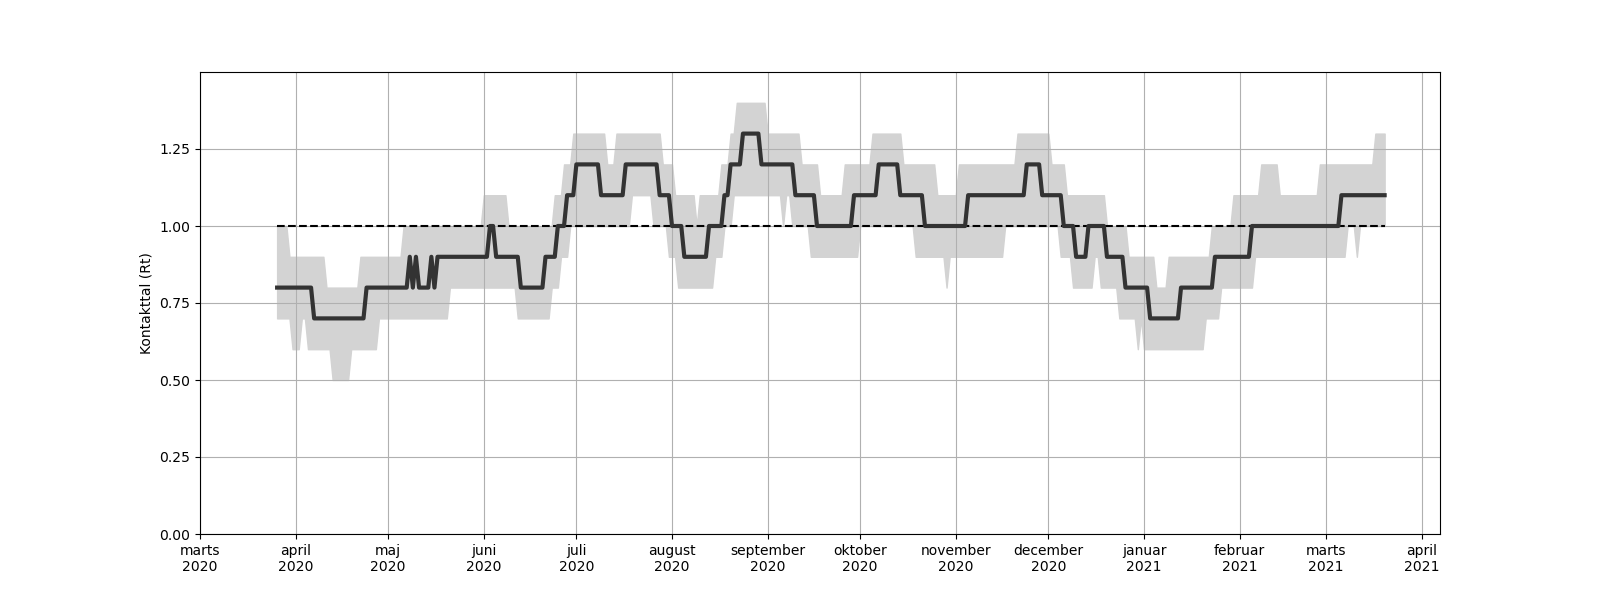 1.25
1.00
0.75
0.50
0.25
0.00
Kontakttal (Rt)
marts april maj juni juli august september oktober november december januar februar marts april
2020 2020 2020 2020 2020 2020 2020 2020 2020 2020 2021 2021 2021 2021